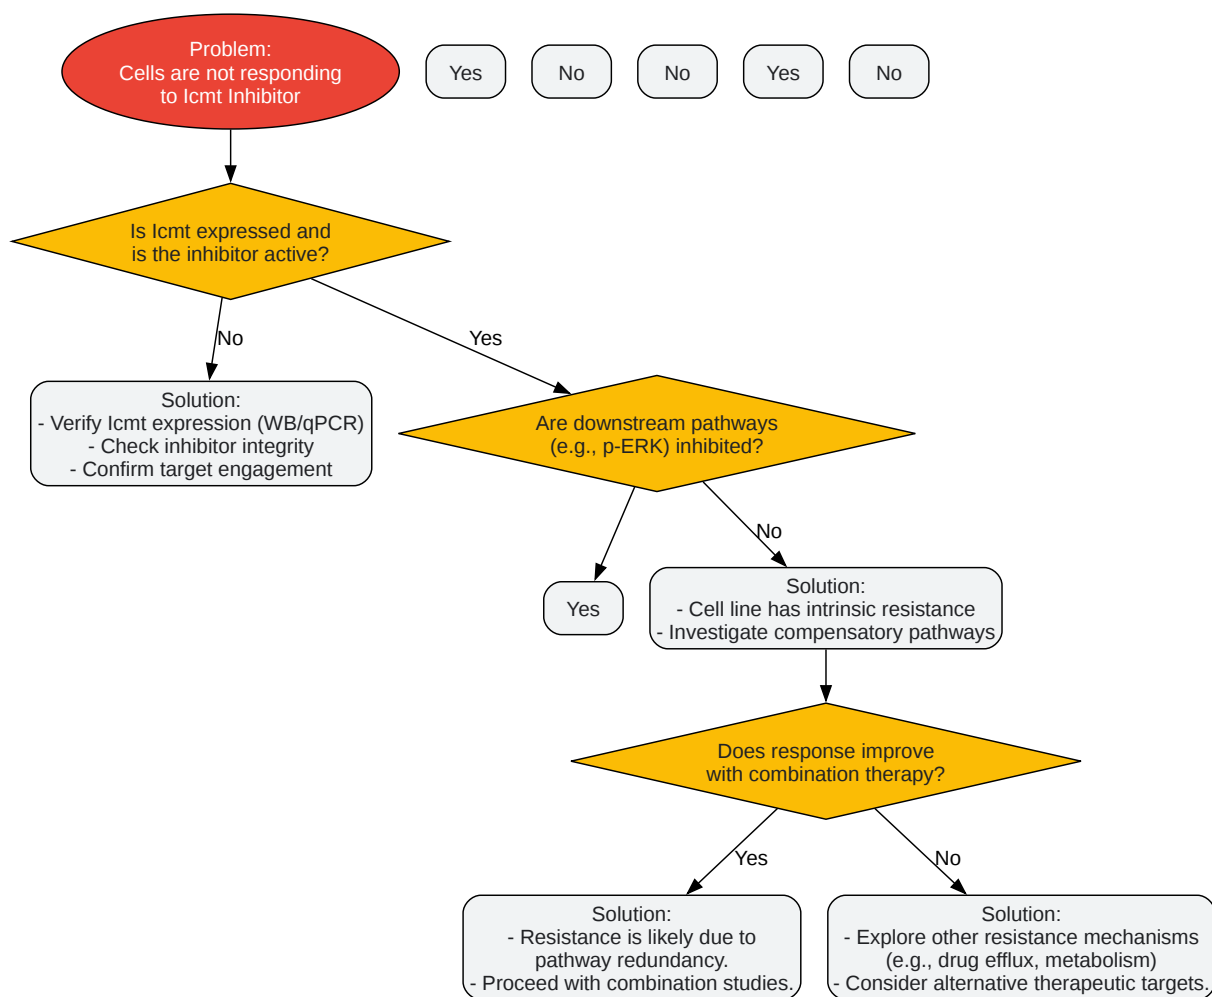 Problem:
Cells are not responding
to Icmt Inhibitor
Yes
No
No
Yes
No
Is Icmt expressed and
is the inhibitor active?
No
Yes
Solution:
- Verify Icmt expression (WB/qPCR)
- Check inhibitor integrity
- Confirm target engagement
Are downstream pathways
(e.g., p-ERK) inhibited?
No
Yes
Solution:
- Cell line has intrinsic resistance
- Investigate compensatory pathways
Does response improve
with combination therapy?
Yes
No
Solution:
- Resistance is likely due to
pathway redundancy.
- Proceed with combination studies.
Solution:
- Explore other resistance mechanisms
(e.g., drug efflux, metabolism)
- Consider alternative therapeutic targets.